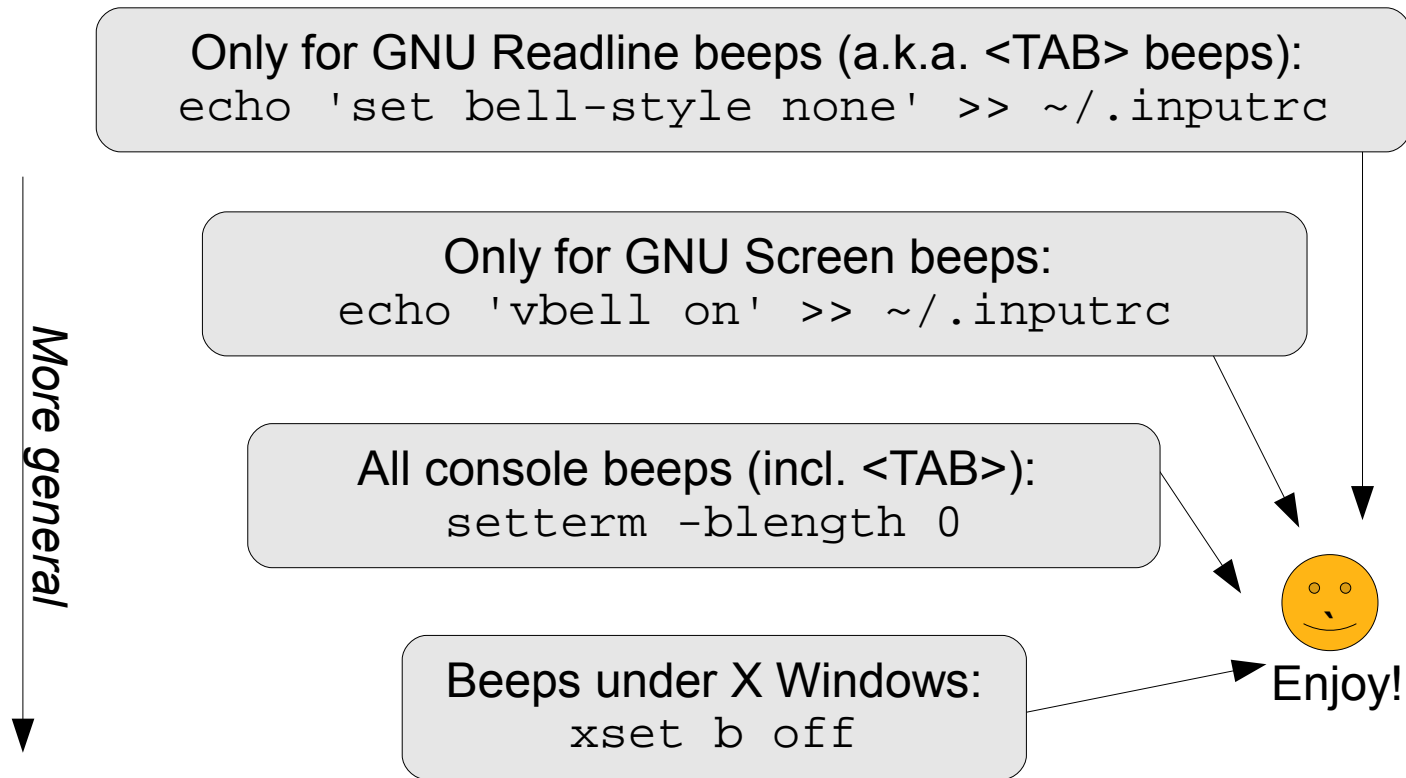 Only for GNU Readline beeps (a.k.a. <TAB> beeps):
echo 'set bell-style none' >> ~/.inputrc
Only for GNU Screen beeps:
echo 'vbell on' >> ~/.inputrc
More general
All console beeps (incl. <TAB>):
setterm -blength 0
Beeps under X Windows:
xset b off
Enjoy!